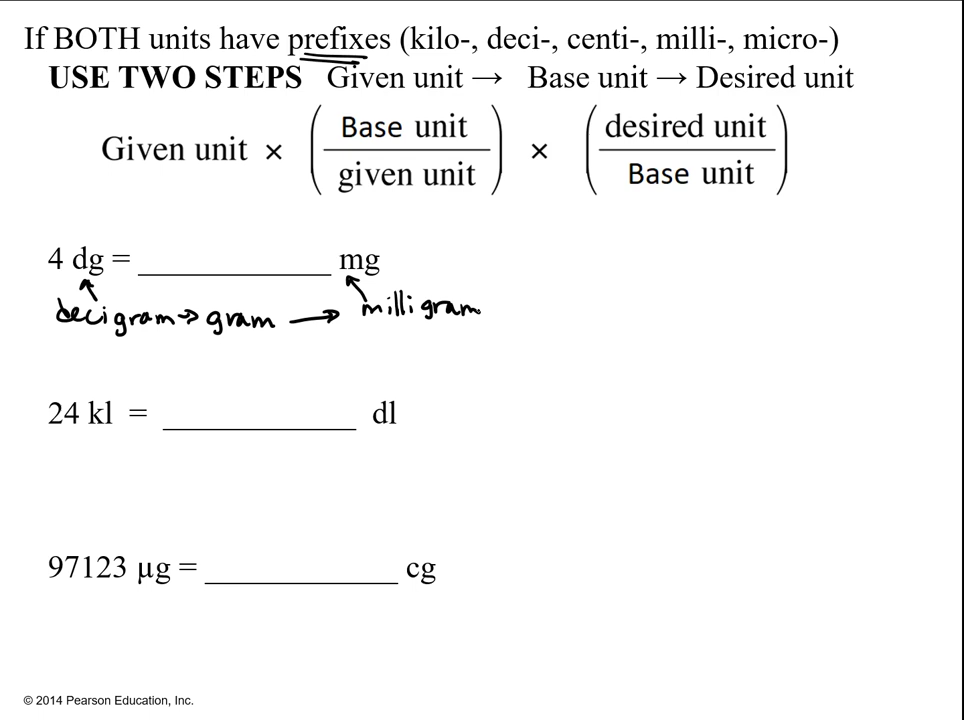 If BOTH units have prefixes (kilo-, deci-, centi-, milli-, micro-)
USE TWO STEPS Given unit → Base unit → Desired unit
Given unit × (Base unit / given unit) × (desired unit / Base unit)
4 dg = ____________ mg
decigram → gram → milligram
24 kl = ____________ dl
97123 µg = ____________ cg
© 2014 Pearson Education, Inc.